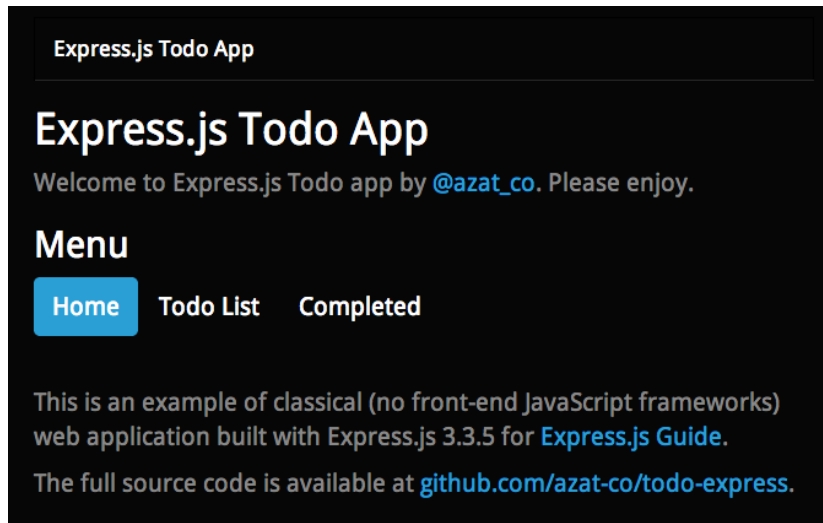 Express.js Todo App
Express.js Todo App
Welcome to Express.js Todo app by @azat_co. Please enjoy.
Menu
Home Todo List Completed
This is an example of classical (no front-end JavaScript frameworks)
web application built with Express.js 3.3.5 for Express.js Guide.
The full source code is available at github.com/azat-co/todo-express.